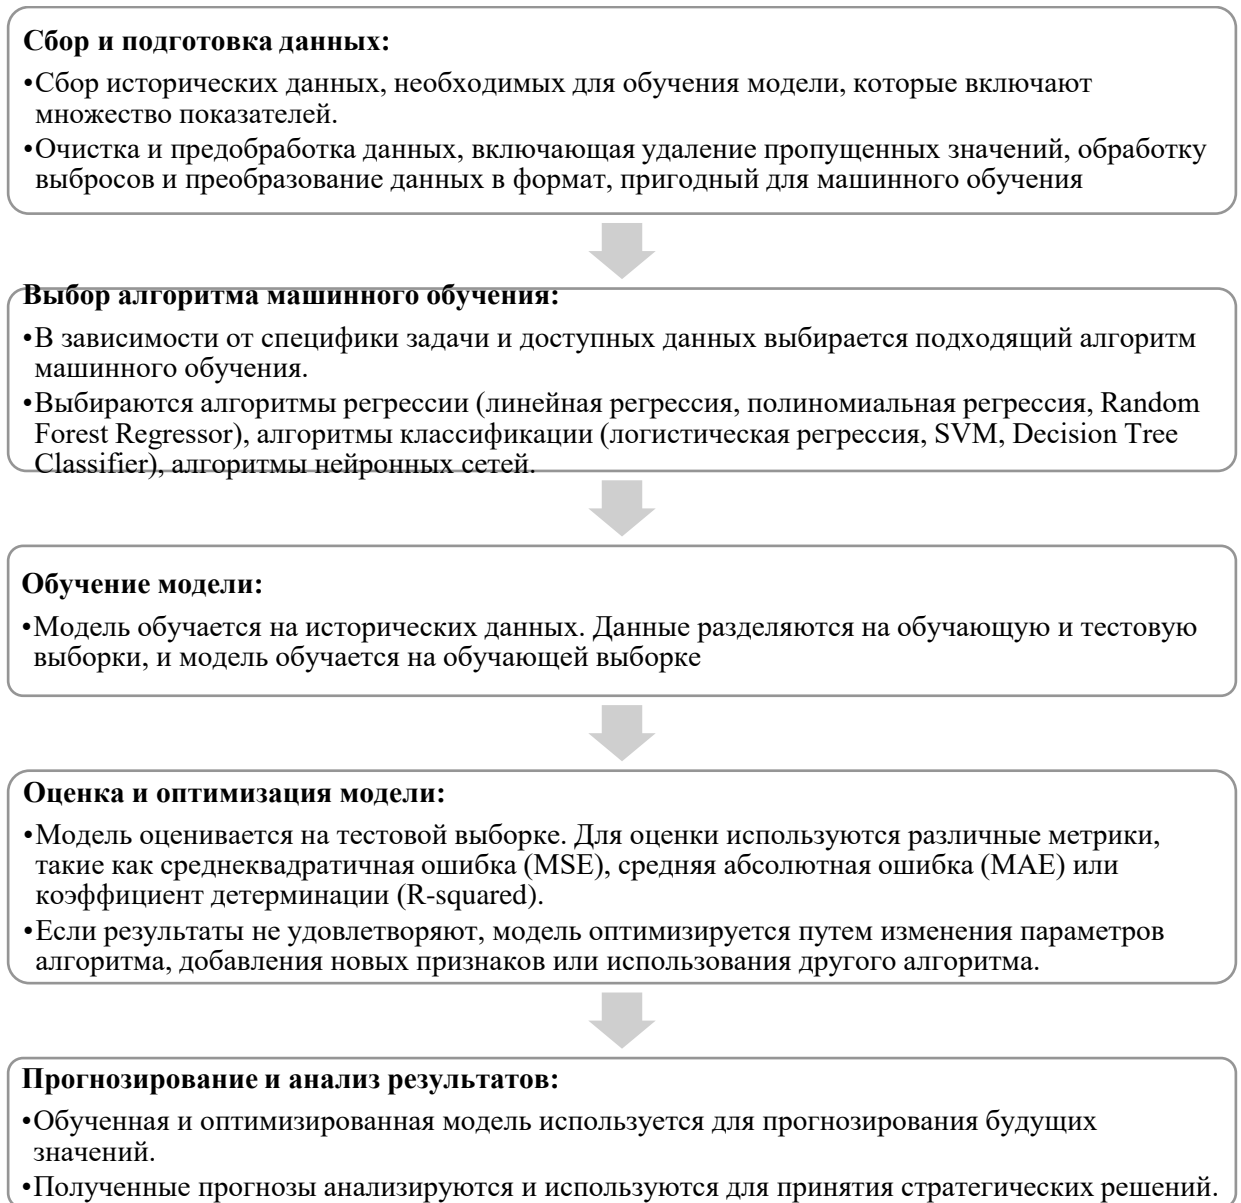 Сбор и подготовка данных:
•Сбор исторических данных, необходимых для обучения модели, которые включают
множество показателей.
•Очистка и предобработка данных, включающая удаление пропущенных значений, обработку
выбросов и преобразование данных в формат, пригодный для машинного обучения
Выбор алгоритма машинного обучения:
•В зависимости от специфики задачи и доступных данных выбирается подходящий алгоритм
машинного обучения.
•Выбираются алгоритмы регрессии (линейная регрессия, полиномиальная регрессия, Random
Forest Regressor), алгоритмы классификации (логистическая регрессия, SVM, Decision Tree
Classifier), алгоритмы нейронных сетей.
Обучение модели:
•Модель обучается на исторических данных. Данные разделяются на обучающую и тестовую
выборки, и модель обучается на обучающей выборке
Оценка и оптимизация модели:
•Модель оценивается на тестовой выборке. Для оценки используются различные метрики,
такие как среднеквадратичная ошибка (MSE), средняя абсолютная ошибка (MAE) или
коэффициент детерминации (R-squared).
•Если результаты не удовлетворяют, модель оптимизируется путем изменения параметров
алгоритма, добавления новых признаков или использования другого алгоритма.
Прогнозирование и анализ результатов:
•Обученная и оптимизированная модель используется для прогнозирования будущих
значений.
•Полученные прогнозы анализируются и используются для принятия стратегических решений.